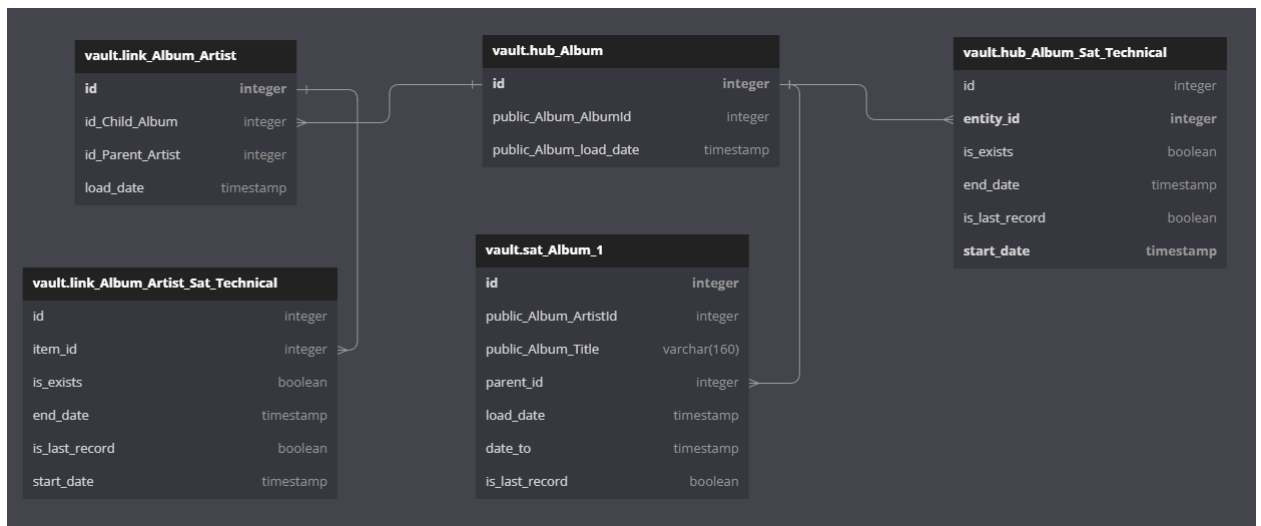 vault.link_Album_Artist
id integer
id_Child_Album integer
id_Parent_Artist integer
load_date timestamp
vault.hub_Album
id integer
public_Album_AlbumId integer
public_Album_load_date timestamp
vault.hub_Album_Sat_Technical
id integer
entity_id integer
is_exists boolean
end_date timestamp
is_last_record boolean
start_date timestamp
vault.link_Album_Artist_Sat_Technical
id integer
item_id integer
is_exists boolean
end_date timestamp
is_last_record boolean
start_date timestamp
vault.sat_Album_1
id integer
public_Album_ArtistId integer
public_Album_Title varchar(160)
parent_id integer
load_date timestamp
date_to timestamp
is_last_record boolean